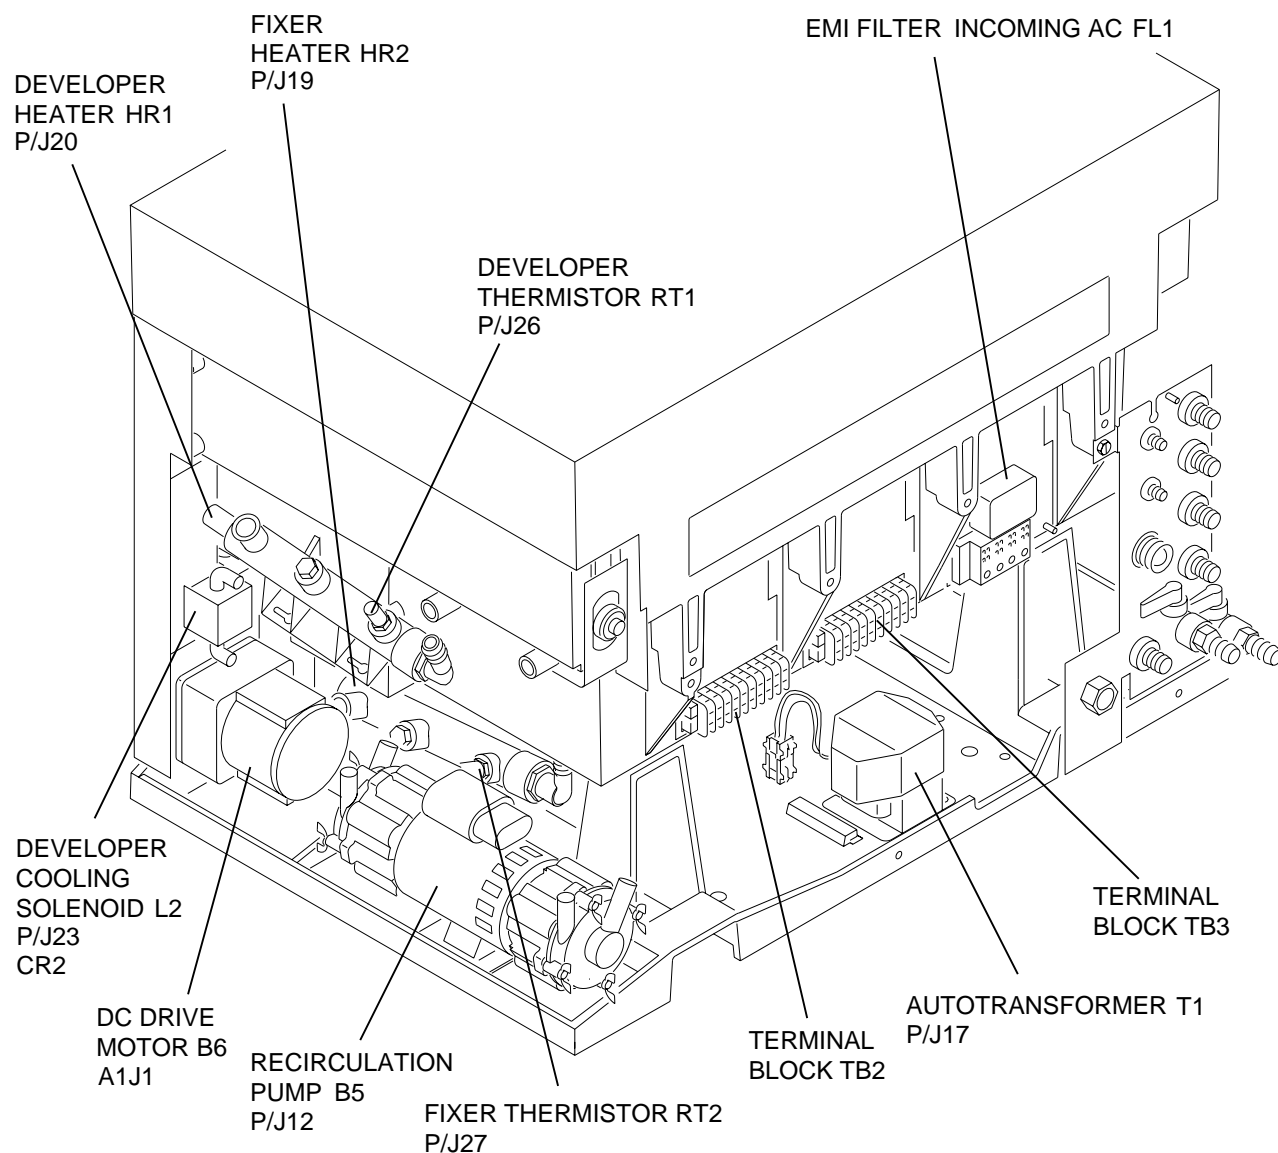 FIXER
HEATER HR2
P/J19
EMI FILTER INCOMING AC FL1
DEVELOPER
HEATER HR1
P/J20
DEVELOPER
THERMISTOR RT1
P/J26
DEVELOPER
COOLING
SOLENOID L2
P/J23
CR2
TERMINAL
BLOCK TB3
DC DRIVE
MOTOR B6
A1J1
RECIRCULATION
PUMP B5
P/J12
FIXER THERMISTOR RT2
P/J27
TERMINAL
BLOCK TB2
AUTOTRANSFORMER T1
P/J17